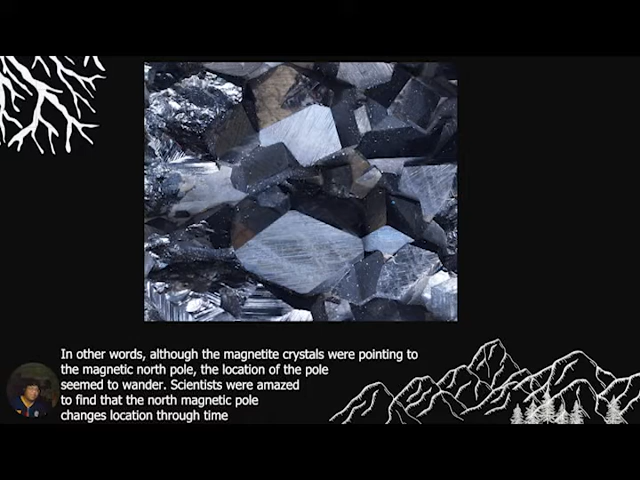 In other words, although the magnetite crystals were pointing to
the magnetic north pole, the location of the pole
seemed to wander. Scientists were amazed
to find that the north magnetic pole
changes location through time